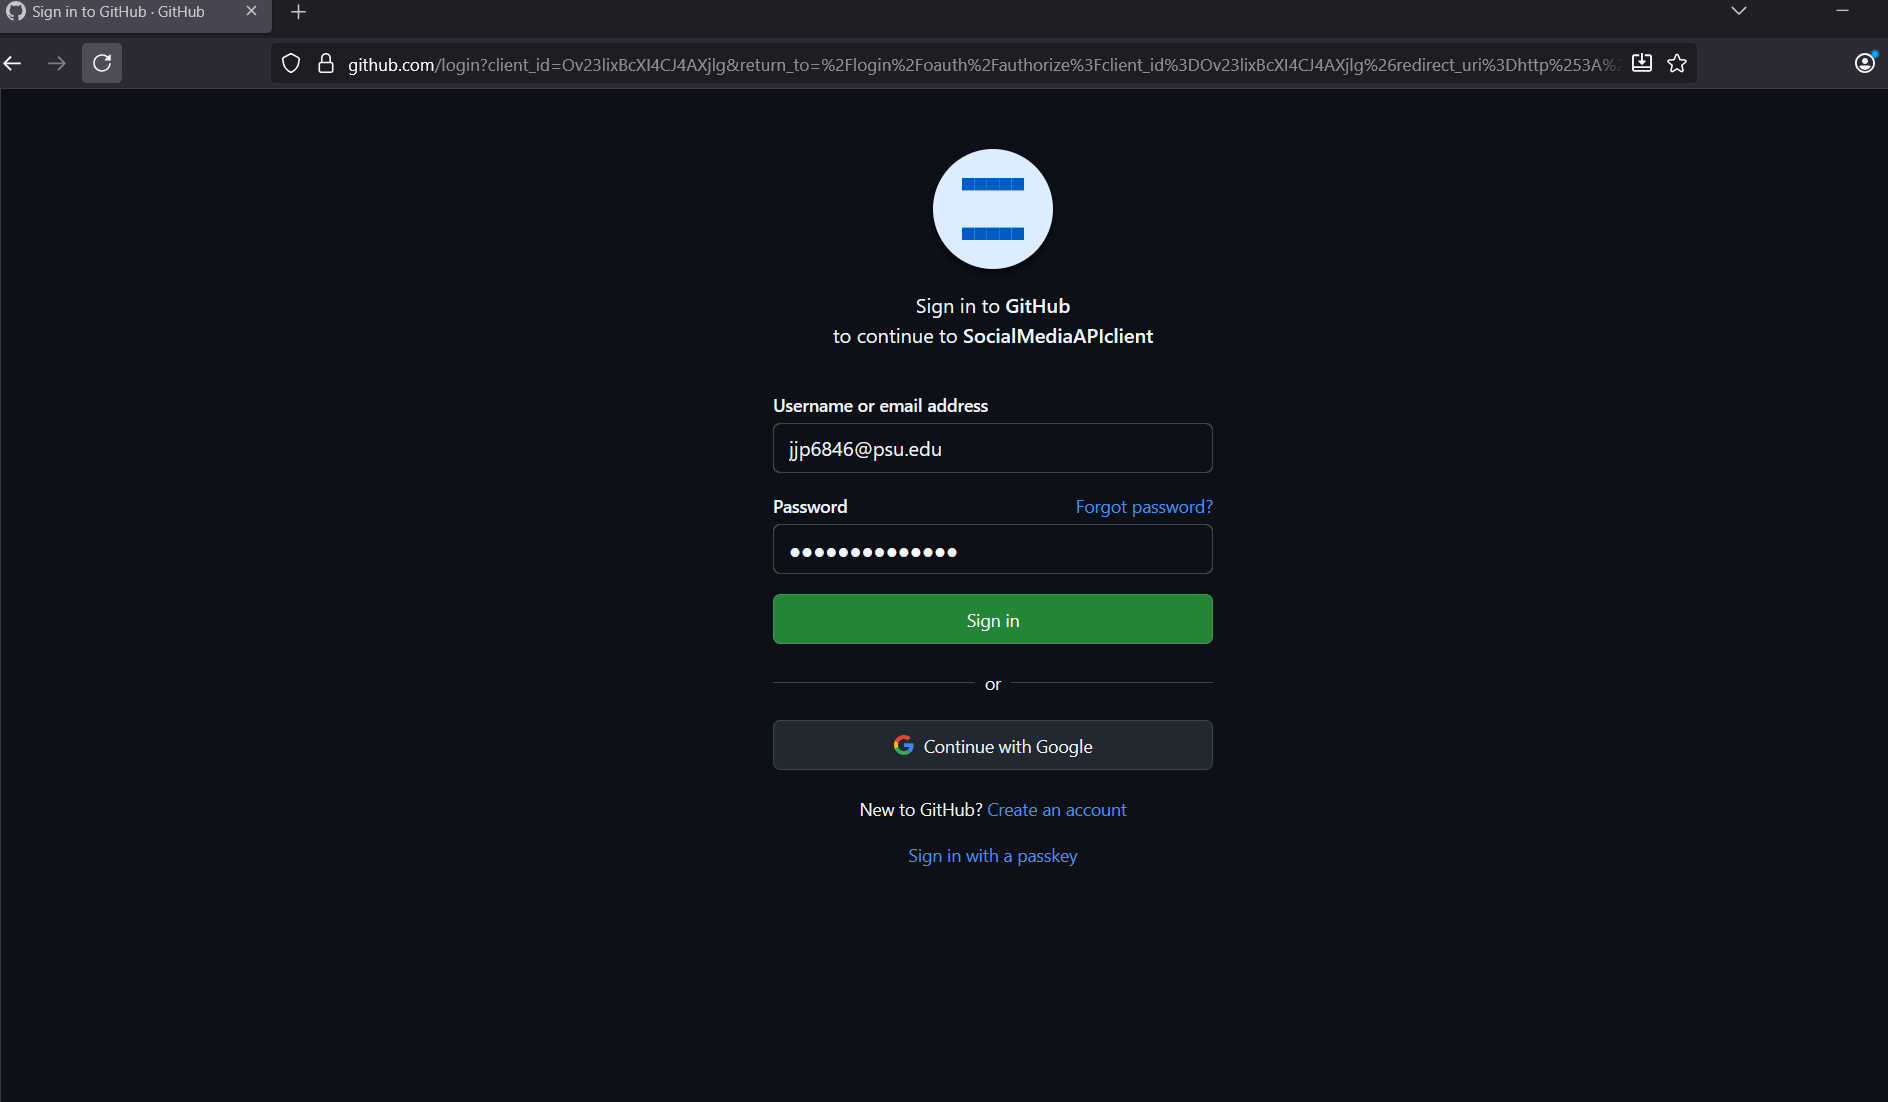 Sign in to GitHub · GitHub
github.com/login?client_id=Ov23lixBcXI4CJ4AXjlg&return_to=%2Flogin%2Foauth%2Fauthorize%3Fclient_id%3DOv23lixBcXI4CJ4AXjlg%26redirect_uri%3Dhttp%253A%
Sign in to GitHub
to continue to SocialMediaAPIclient
Username or email address
jjp6846@psu.edu
Password Forgot password?
●●●●●●●●●●●●●●
Sign in
or
Continue with Google
New to GitHub? Create an account
Sign in with a passkey